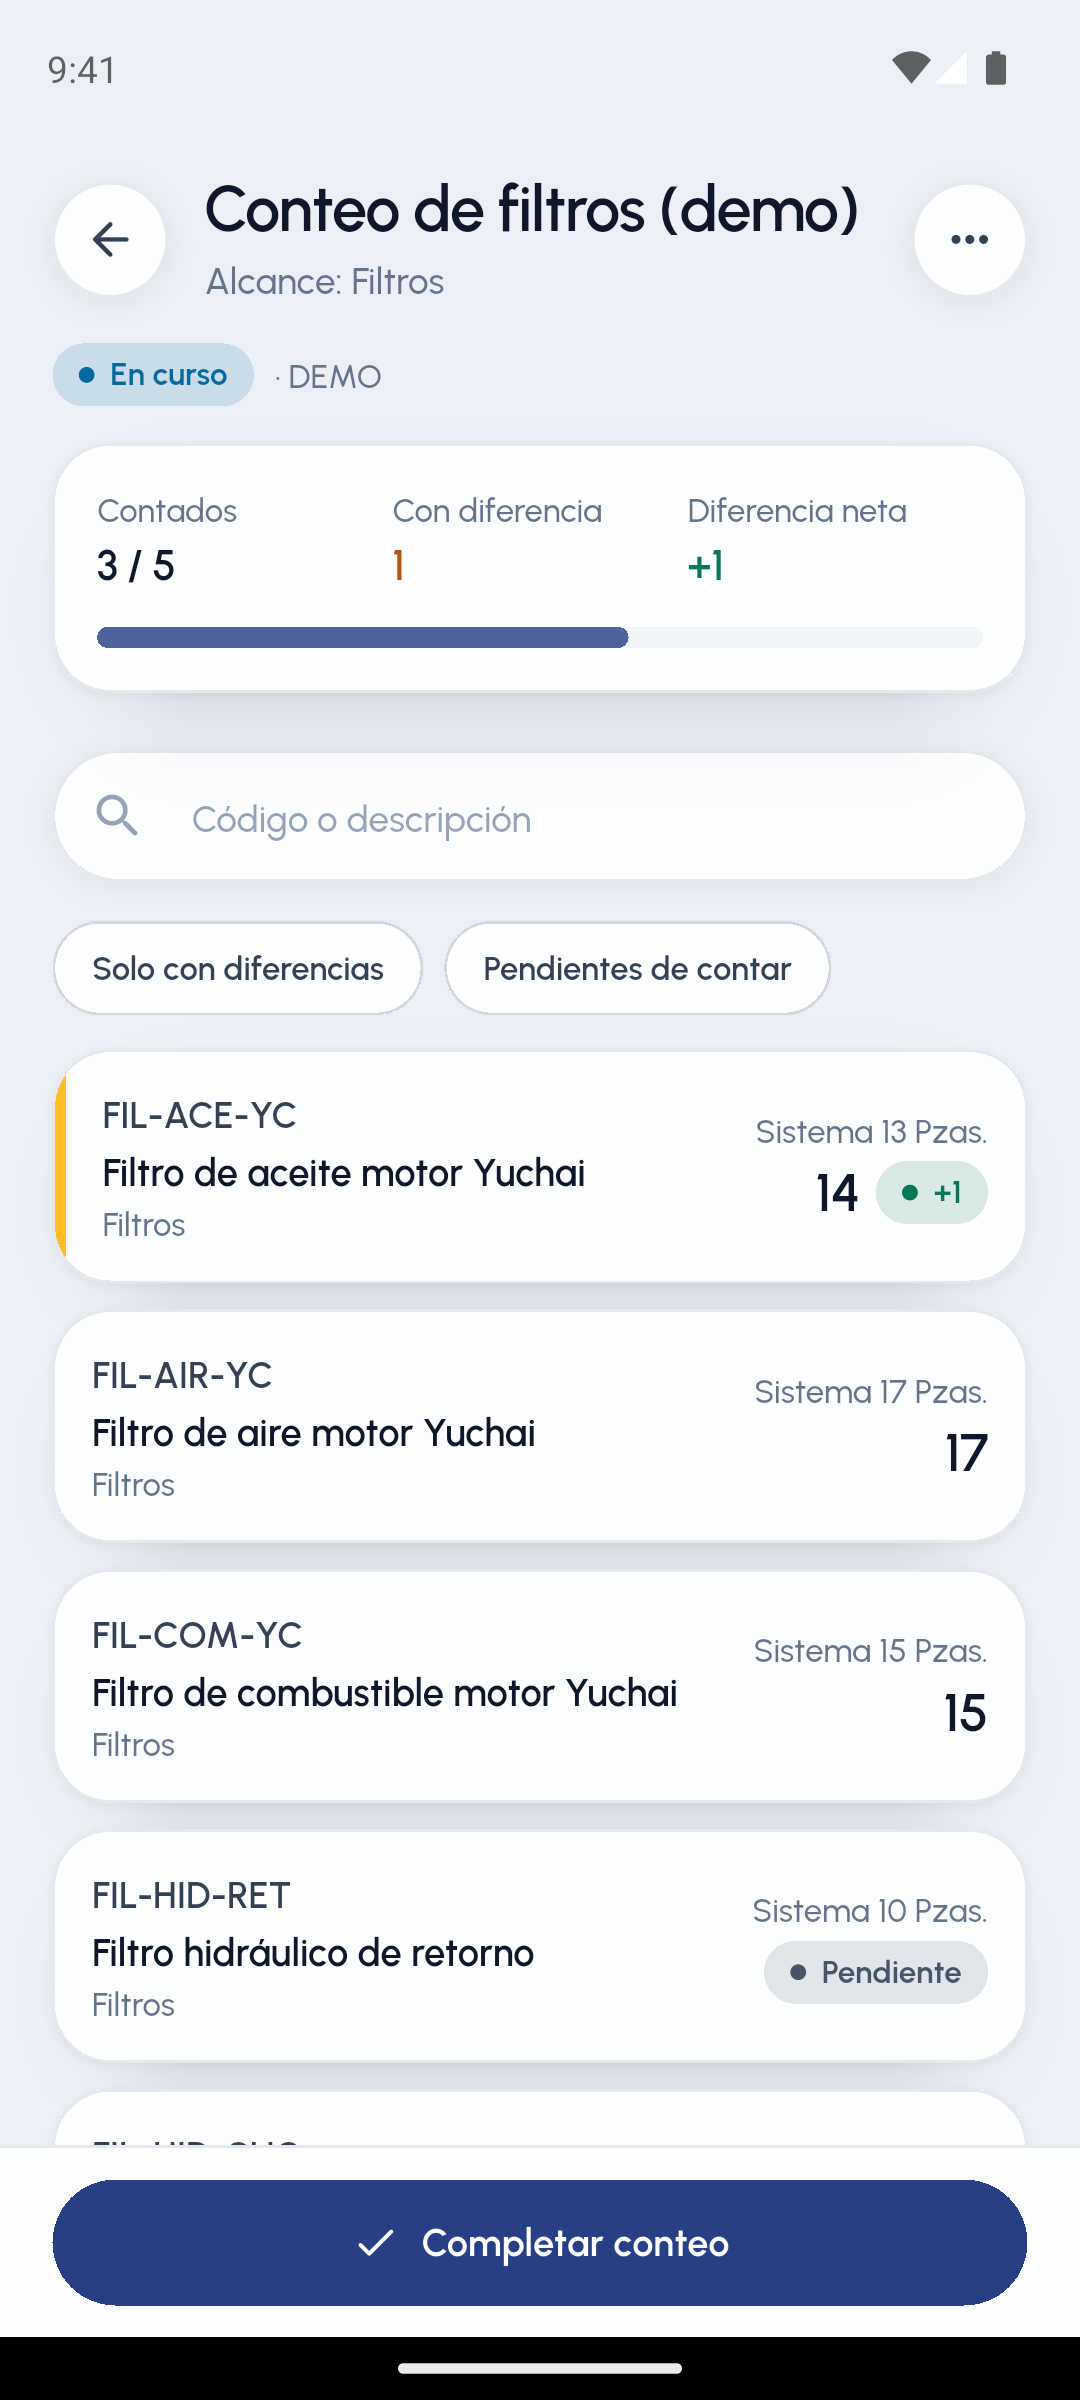 9:41
Conteo de filtros (demo)
Alcance: Filtros
En curso · DEMO
Contados Con diferencia Diferencia neta
3 / 5 1 +1
Código o descripción
Solo con diferencias Pendientes de contar
FIL-ACE-YC
Filtro de aceite motor Yuchai
Filtros
Sistema 13 Pzas.
14 +1
FIL-AIR-YC
Filtro de aire motor Yuchai
Filtros
Sistema 17 Pzas.
17
FIL-COM-YC
Filtro de combustible motor Yuchai
Filtros
Sistema 15 Pzas.
15
FIL-HID-RET
Filtro hidráulico de retorno
Filtros
Sistema 10 Pzas.
Pendiente
Completar conteo